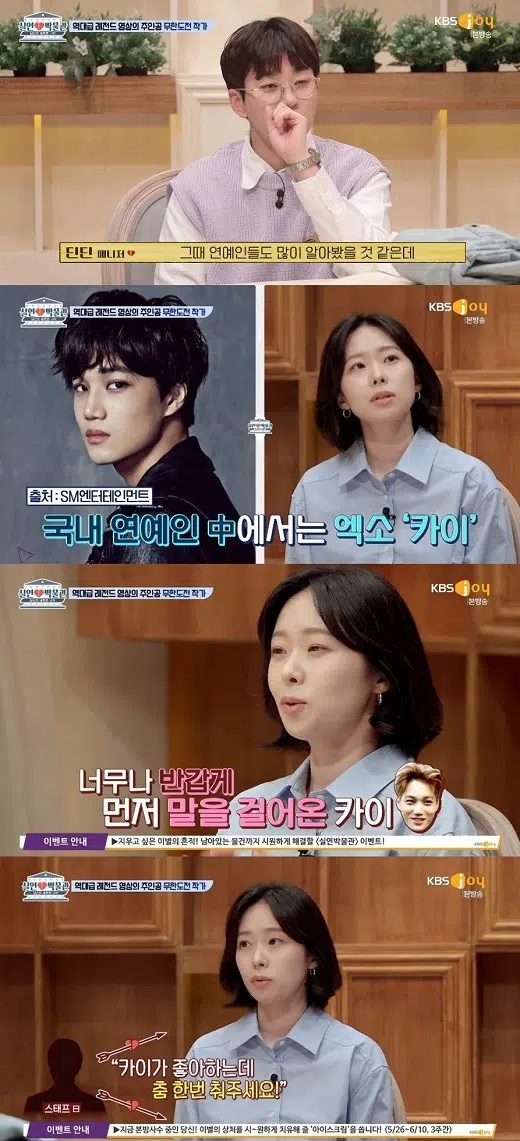 실연박물관
역대급 레전드 영상의 주인공 무한도전 작가
KBS joy
본방송
딘딘 매니저
그때 연예인들도 많이 알아봤을 것 같은데
실연박물관
역대급 레전드 영상의 주인공 무한도전 작가
KBS joy
본방송
출처 : SM엔터테인먼트
국내 연예인 中에서는 엑소 '카이'
실연박물관
역대급 레전드 영상의 주인공 무한도전 작가
KBS joy
본방송
너무나 반갑게
먼저 말을 걸어온 카이
이벤트 안내 ▶지우고 싶은 이별의 흔적! 남아있는 물건까지 시원하게 해결할 <실연박물관> 이벤트!
실연박물관
역대급 레전드 영상의 주인공 무한도전 작가
KBS joy
본방송
"카이가 좋아하는데
춤 한번 춰주세요!"
스태프 日
이벤트 안내 ▶지금 본방사수 중인 당신! 이별의 상처를 시~원하게 치유해 줄 '아이스크림'을 쏩니다! (5/26~6/10, 3주간)